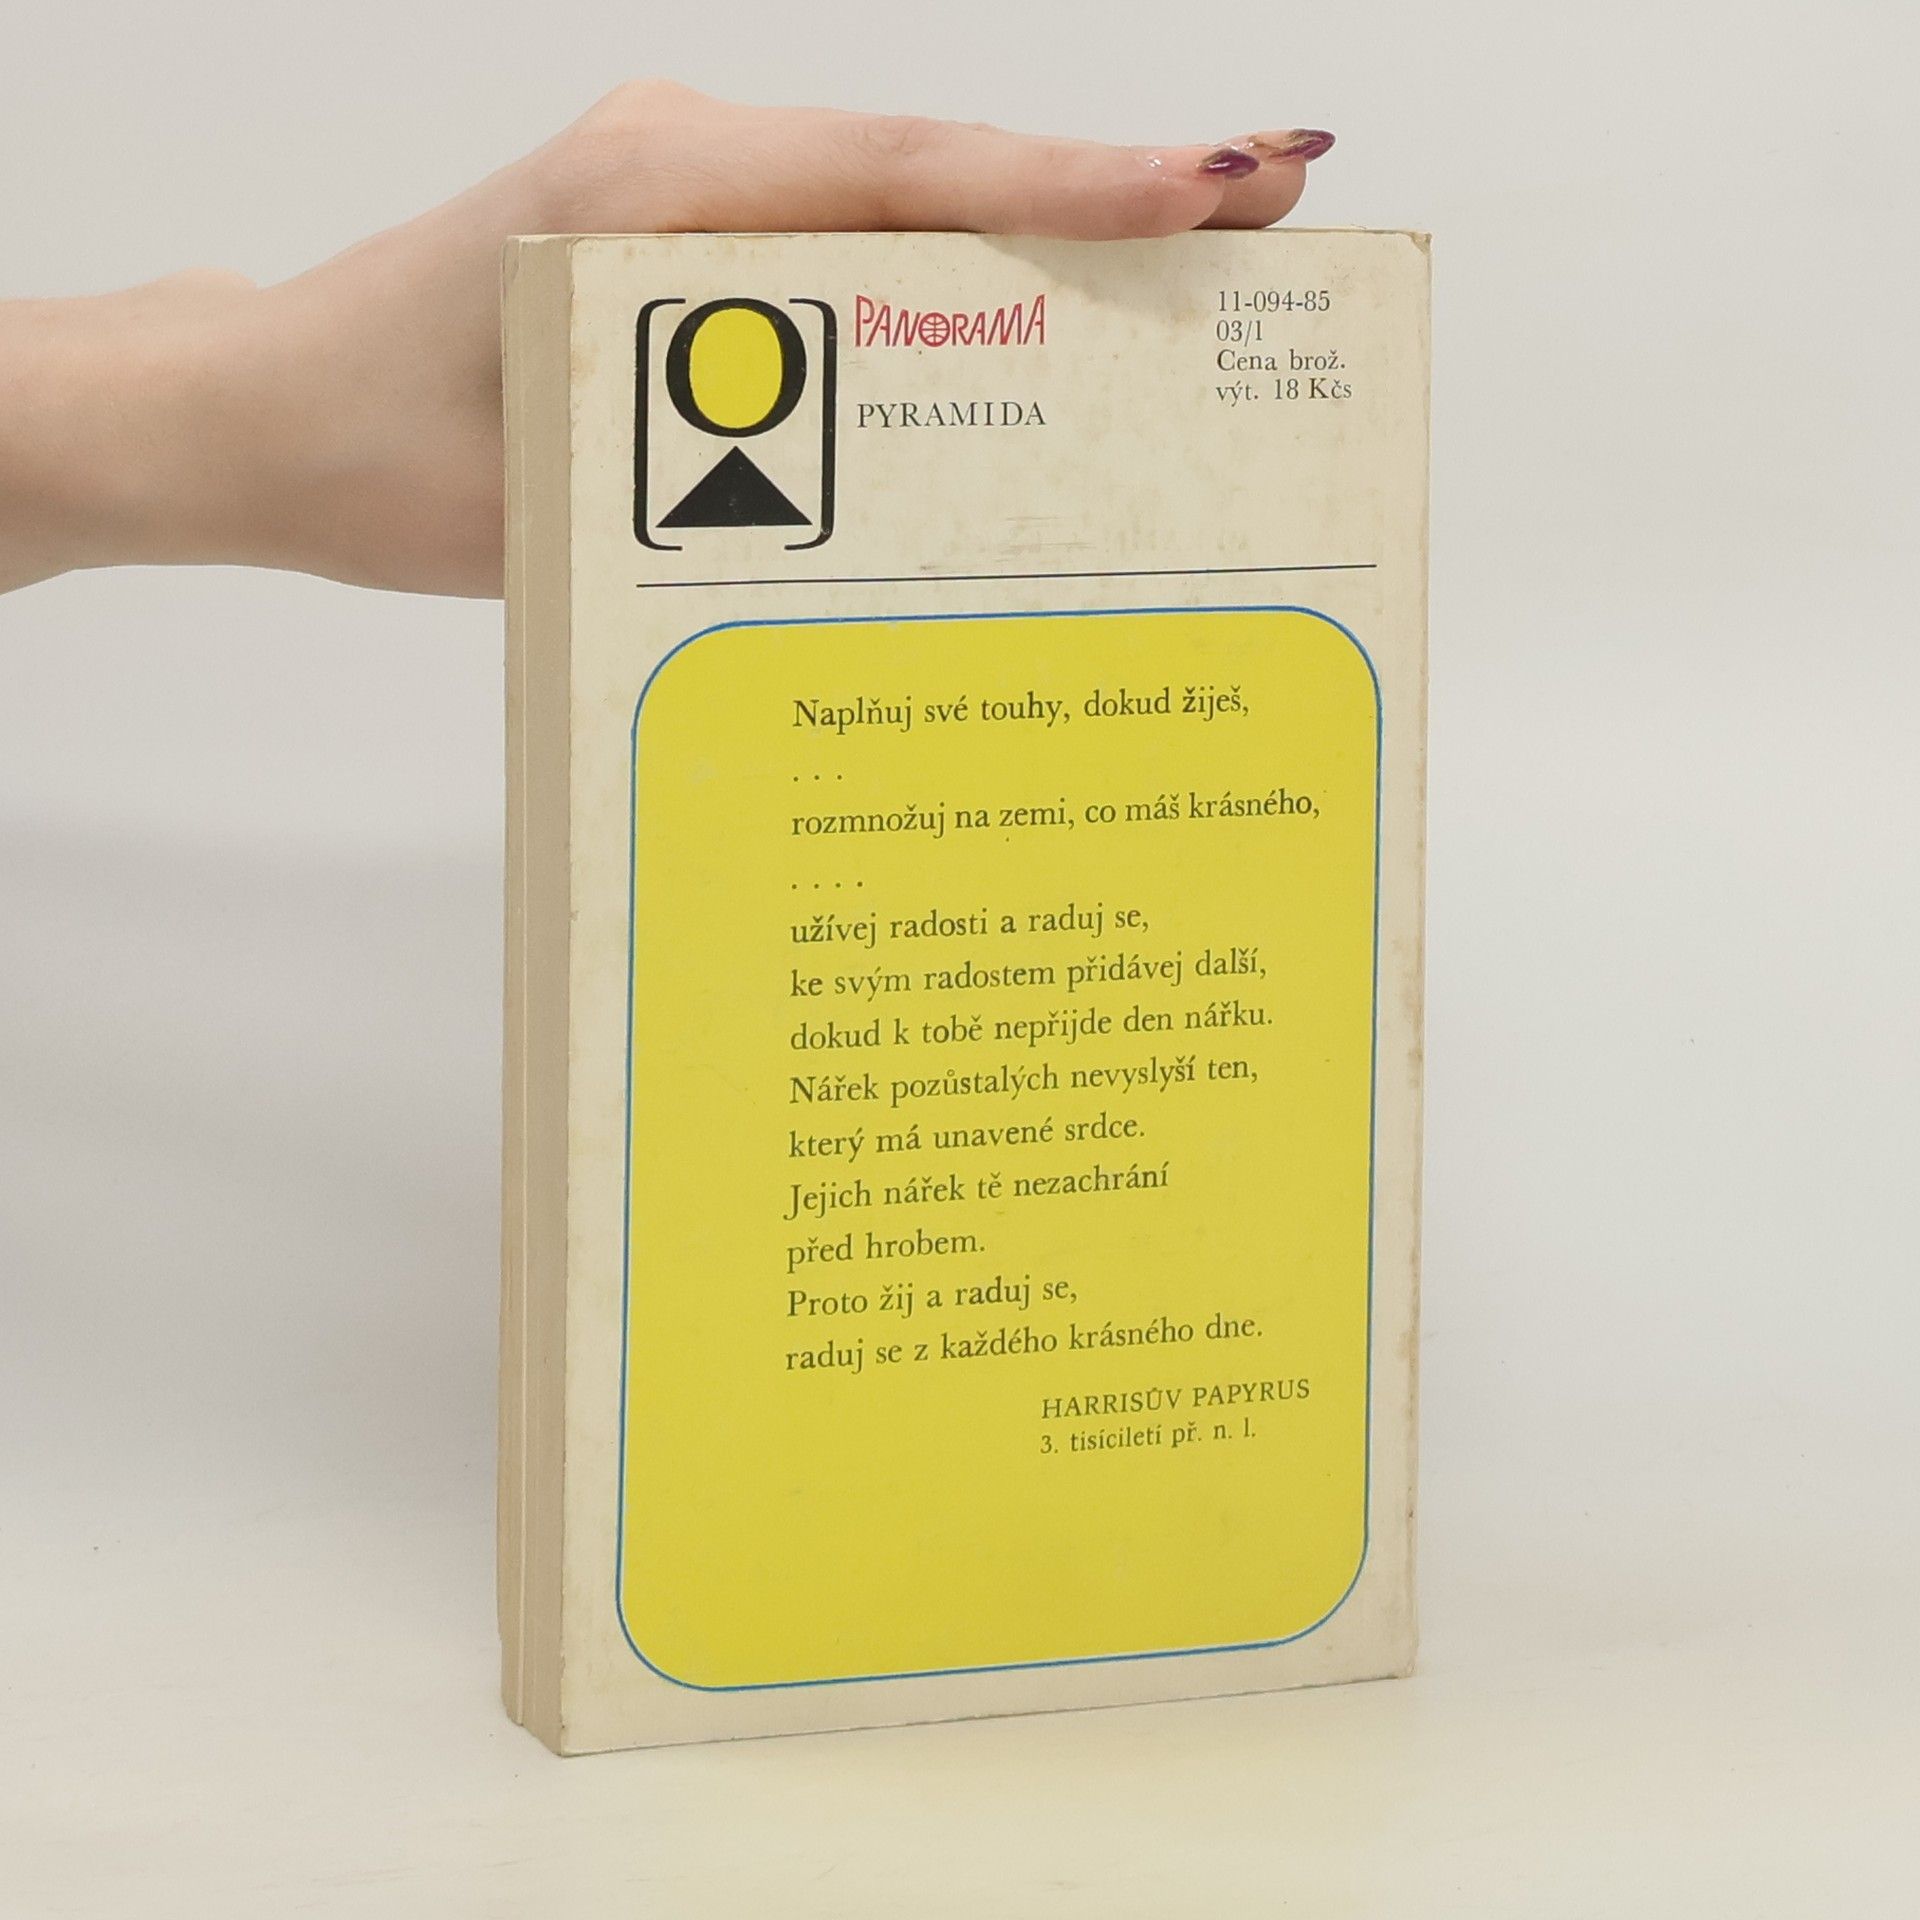 PANORAMA
PYRAMIDA
11-094-85
03/1
Cena brož.
výt. 18 Kčs
Naplňuj své touhy, dokud žiješ,
. . .
rozmnožuj na zemi, co máš krásného,
. . . .
užívej radosti a raduj se,
ke svým radostem přidávej další,
dokud k tobě nepřijde den nářku.
Nářek pozůstalých nevyslyší ten,
který má unavené srdce.
Jejich nářek tě nezachrání
před hrobem.
Proto žij a raduj se,
raduj se z každého krásného dne.
HARRISŮV PAPYRUS
3. tisíciletí př. n. l.